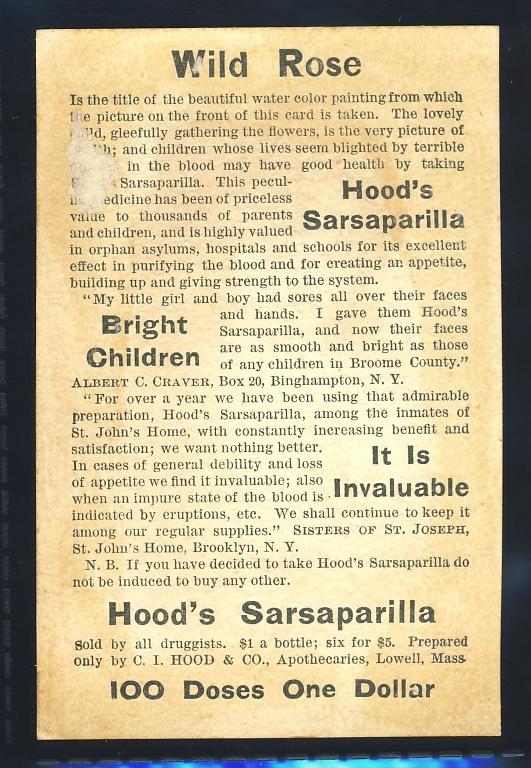 Wild Rose
Is the title of the beautiful water color painting from which
picture on the front of this card is taken. The lovely
gleefully gathering the flowers, is the very picture of
and children whose lives seem blighted by terrible
in the blood may have good health by taking
Sarsaparilla. This pecul-
medicine has been of priceless
value to thousands of parents
and children, and is highly valued
Hood's
Sarsaparilla
in orphan asylums, hospitals and schools for its excellent
effect in purifying the blood and for creating an appetite,
building up and giving strength to the system.
"My little girl and boy had sores all over their faces
Bright
Children
and hands. I gave them Hood's
Sarsaparilla, and now their faces
are as smooth and bright as those
of any children in Broome County."
ALBERT C. CRAVER, Box 20, Binghampton, N. Y.
"For over a year we have been using that admirable
preparation, Hood's Sarsaparilla, among the inmates of
St. John's Home, with constantly increasing benefit and
satisfaction; we want nothing better.
In cases of general debility and loss
of appetite we find it invaluable; also
when an impure state of the blood is
It Is
Invaluable
indicated by eruptions, etc. We shall continue to keep it
among our regular supplies." SISTERS OF ST. JOSEPH,
St. John's Home, Brooklyn, N. Y.
N. B. If you have decided to take Hood's Sarsaparilla do
not be induced to buy any other.
Hood's Sarsaparilla
Sold by all druggists. $1 a bottle; six for $5. Prepared
only by C. I. HOOD & CO., Apothecaries, Lowell, Mass.
100 Doses One Dollar